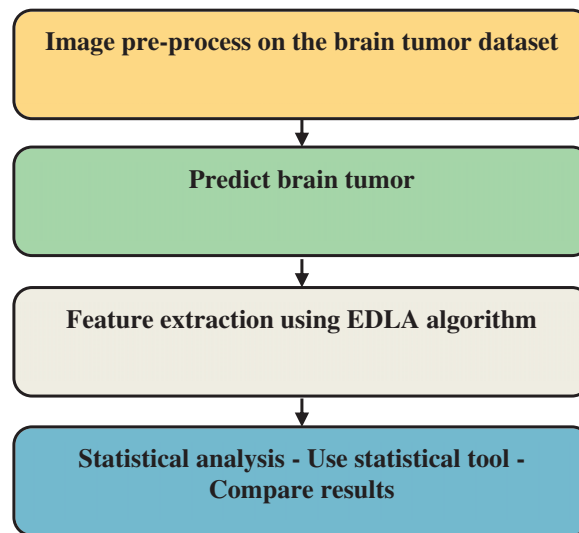 Image pre-process on the brain tumor dataset
Predict brain tumor
Feature extraction using EDLA algorithm
Statistical analysis - Use statistical tool -
Compare results